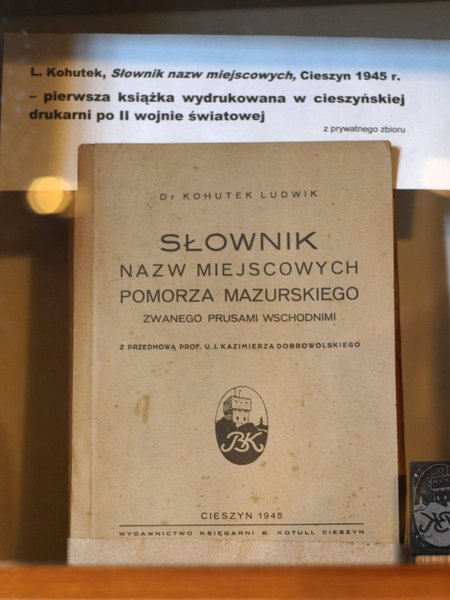 L. Kohutek, Słownik nazw miejscowych, Cieszyn 1945 r.
– pierwsza książka wydrukowana w cieszyńskiej
drukarni po II wojnie światowej
z prywatnego zbioru
Dr KOHUTEK LUDWIK
SŁOWNIK
NAZW MIEJSCOWYCH
POMORZA MAZURSKIEGO
ZWANEGO PRUSAMI WSCHODNIMI
Z PRZEDMOWĄ PROF. U. J. KAZIMIERZA DOBROWOLSKIEGO
BK
CIESZYN 1945
WYDAWNICTWO KSIĘGARNI B. KOTULI, CIESZYN